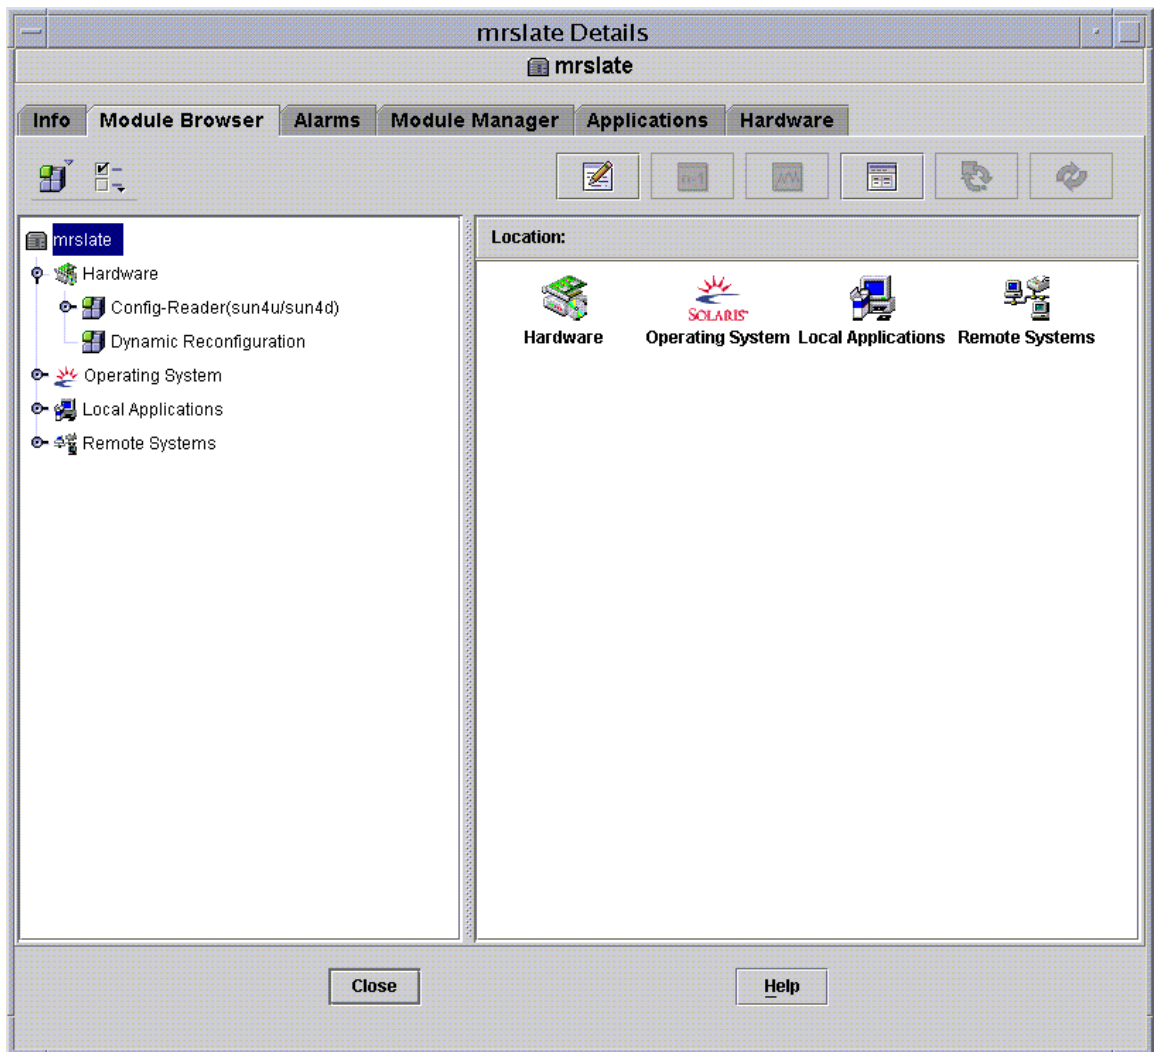 mrslate Details
mrslate
Info Module Browser Alarms Module Manager Applications Hardware
n-1
mrslate
Hardware
Config-Reader(sun4u/sun4d)
Dynamic Reconfiguration
Operating System
Local Applications
Remote Systems
Location:
SOLARIS
Hardware Operating System Local Applications Remote Systems
Close Help